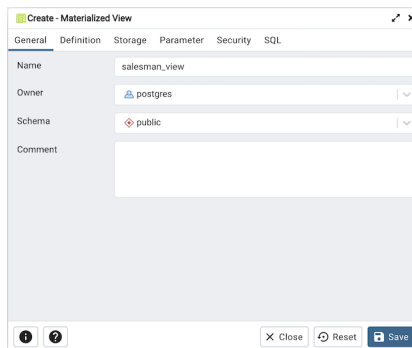 Create - Materialized View
General Definition Storage Parameter Security SQL
Name salesman_view
Owner postgres
Schema public
Comment
Close Reset Save